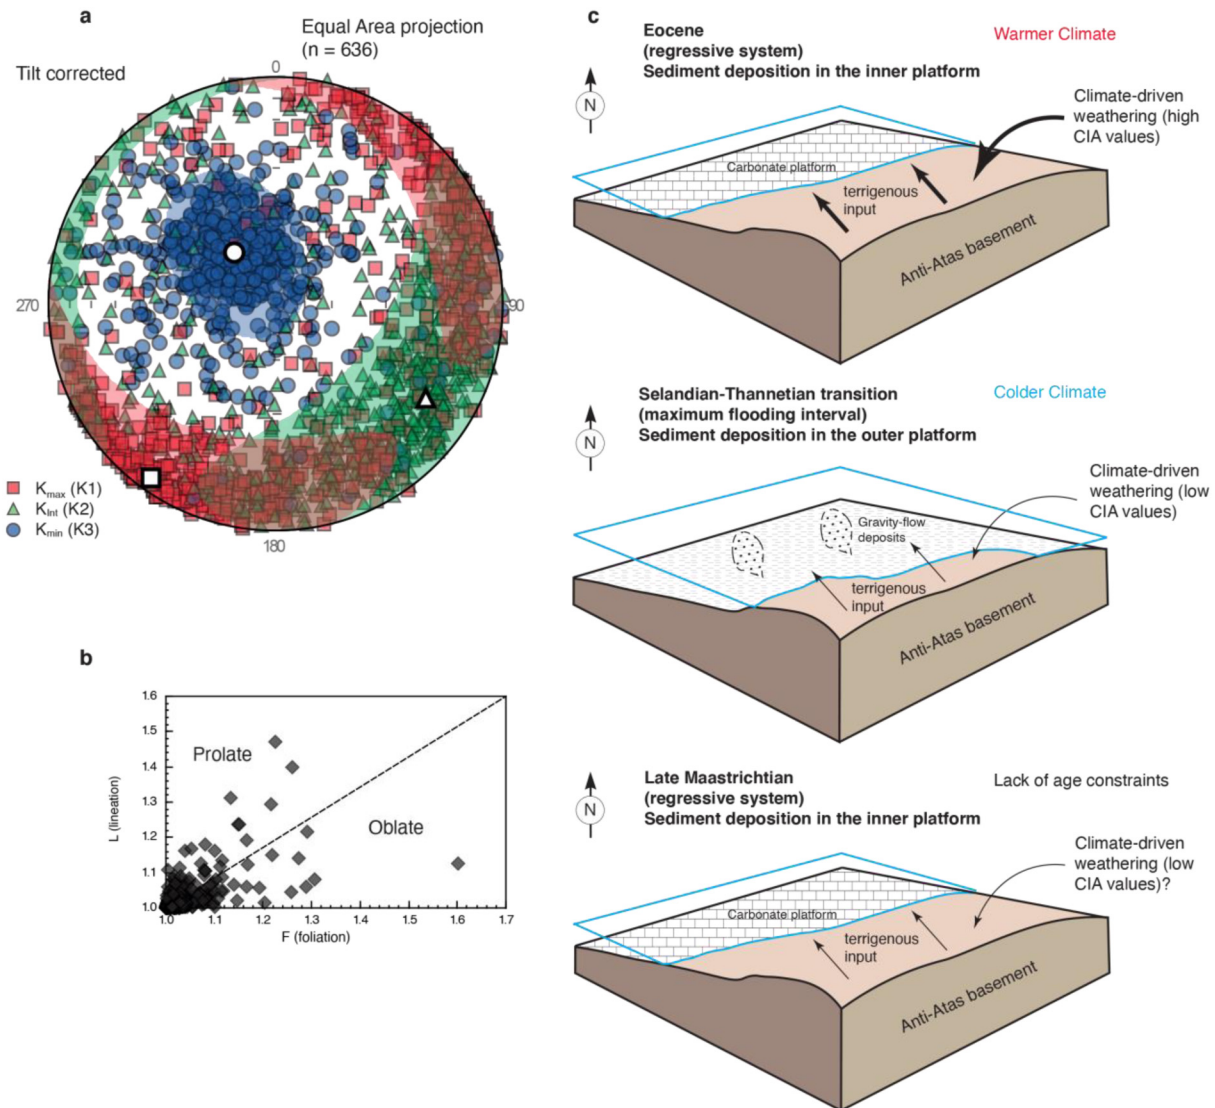 a
Equal Area projection
(n = 636)
Tilt corrected
0
270
90
180
Kmax (K1)
KInt (K2)
Kmin (K3)
b
1.6
1.5
1.4
1.3
1.2
1.1
1.0
L (lineation)
Prolate
Oblate
1.0 1.1 1.2 1.3 1.4 1.5 1.6 1.7
F (foliation)
c
Eocene
(regressive system)
Sediment deposition in the inner platform
Warmer Climate
N
Climate-driven
weathering (high
CIA values)
Carbonate platform
terrigenous
input
Anti-Atas basement
Selandian-Thannetian transition
(maximum flooding interval)
Sediment deposition in the outer platform
Colder Climate
N
Climate-driven
weathering (low
CIA values)
Gravity-flow
deposits
terrigenous
input
Anti-Atas basement
Late Maastrichtian
(regressive system)
Sediment deposition in the inner platform
Lack of age constraints
N
Climate-driven
weathering (low
CIA values)?
Carbonate platform
terrigenous
input
Anti-Atas basement